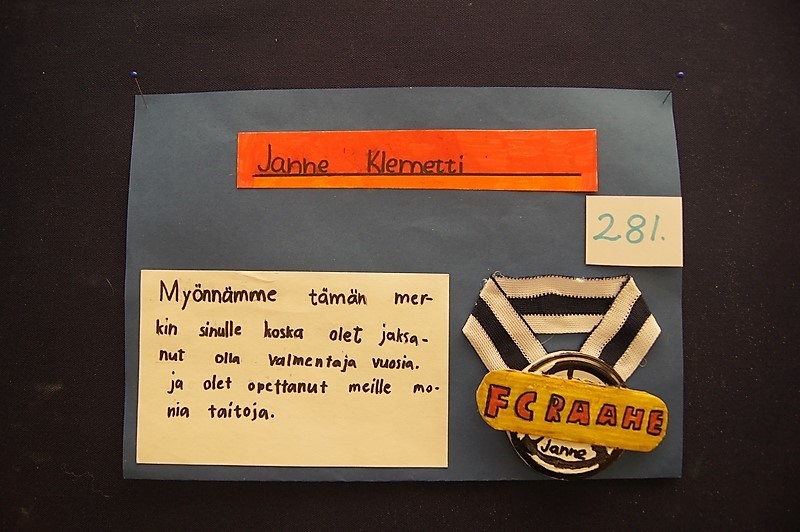 Janne Klemetti
281.
Myönnämme tämän mer-
kin sinulle koska olet jaksa-
nut olla valmentaja vuosia.
ja olet opettanut meille mo-
nia taitoja.
FC RAAHE
Janne